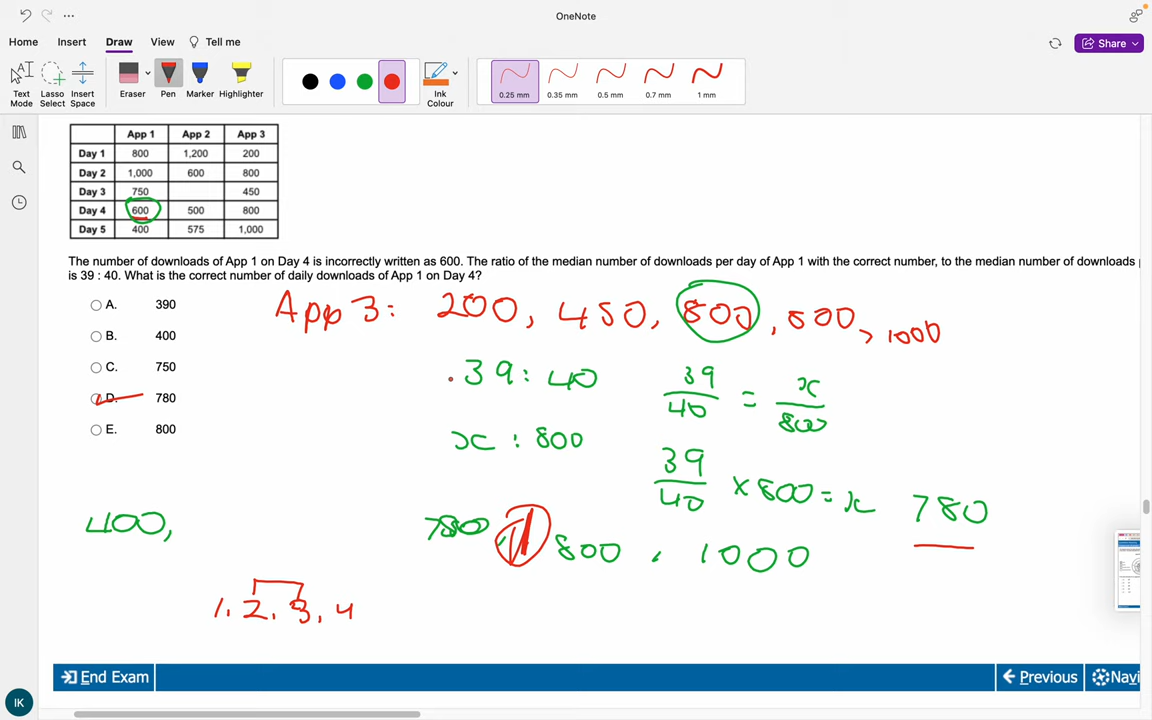 OneNote
Home Insert Draw View Tell me
Share
Text Mode
Lasso Select
Insert Space
Eraser
Pen
Marker
Highlighter
Ink Colour
0.25 mm
0.35 mm
0.5 mm
0.7 mm
1 mm
App 1 App 2 App 3
Day 1 800 1,200 200
Day 2 1,000 600 800
Day 3 750 450
Day 4 600 500 800
Day 5 400 575 1,000
The number of downloads of App 1 on Day 4 is incorrectly written as 600. The ratio of the median number of downloads per day of App 1 with the correct number, to the median number of downloads
is 39 : 40. What is the correct number of daily downloads of App 1 on Day 4?
A. 390
B. 400
C. 750
D. 780
E. 800
App 3: 200, 450, 800, 800, 1000
39 : 40
39/40 = x/800
x : 800
39/40 × 800 = x 780
400, 780, 800, 1000
1, 2, 3, 4
End Exam
Previous
Navi
IK